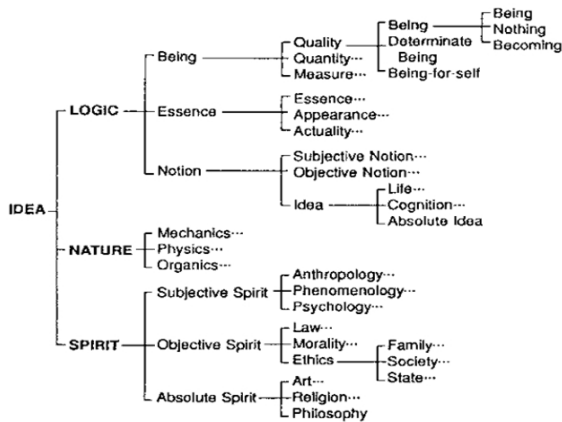 Being
Being
Nothing
Quality
Determinate
Becoming
Being
Quantity···
Being
Measure···
Being-for-self
Essence···
LOGIC
Essence
Appearance···
Actuality···
Subjective Notion···
Notion
Objective Notion···
Life···
Idea
Cognition···
Absolute Idea
IDEA
Mechanics···
NATURE
Physics···
Organics···
Anthropology···
Subjective Spirit
Phenomenology···
Psychology···
Law···
SPIRIT
Objective Spirit
Morality···
Family···
Ethics
Society···
State···
Art···
Absolute Spirit
Religion···
Philosophy